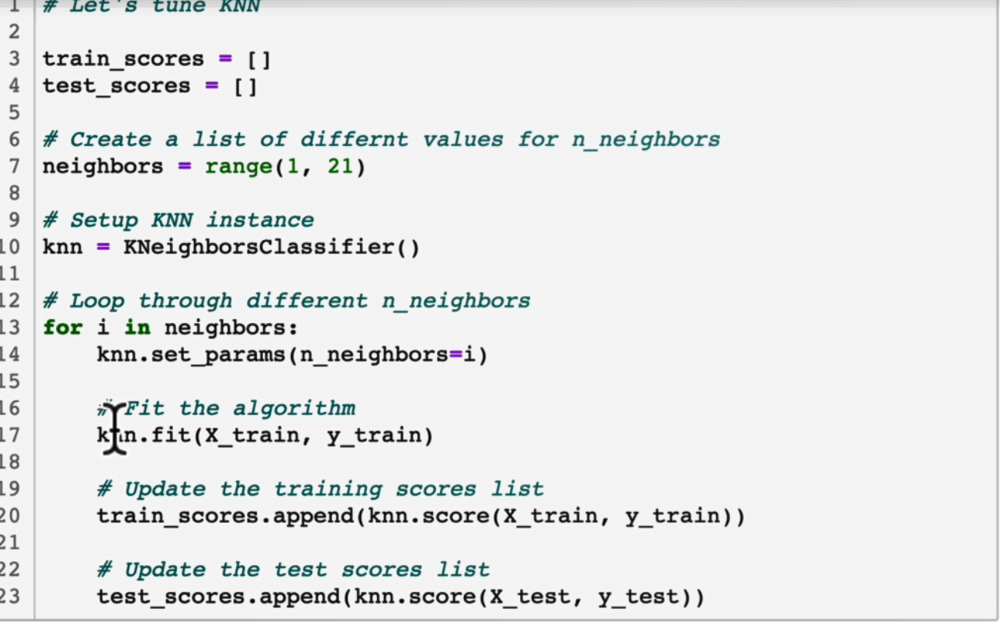 1 # Let's tune KNN
2
3 train_scores = []
4 test_scores = []
5
6 # Create a list of differnt values for n_neighbors
7 neighbors = range(1, 21)
8
9 # Setup KNN instance
10 knn = KNeighborsClassifier()
11
12 # Loop through different n_neighbors
13 for i in neighbors:
14     knn.set_params(n_neighbors=i)
15
16     # Fit the algorithm
17     knn.fit(X_train, y_train)
18
19     # Update the training scores list
20     train_scores.append(knn.score(X_train, y_train))
21
22     # Update the test scores list
23     test_scores.append(knn.score(X_test, y_test))